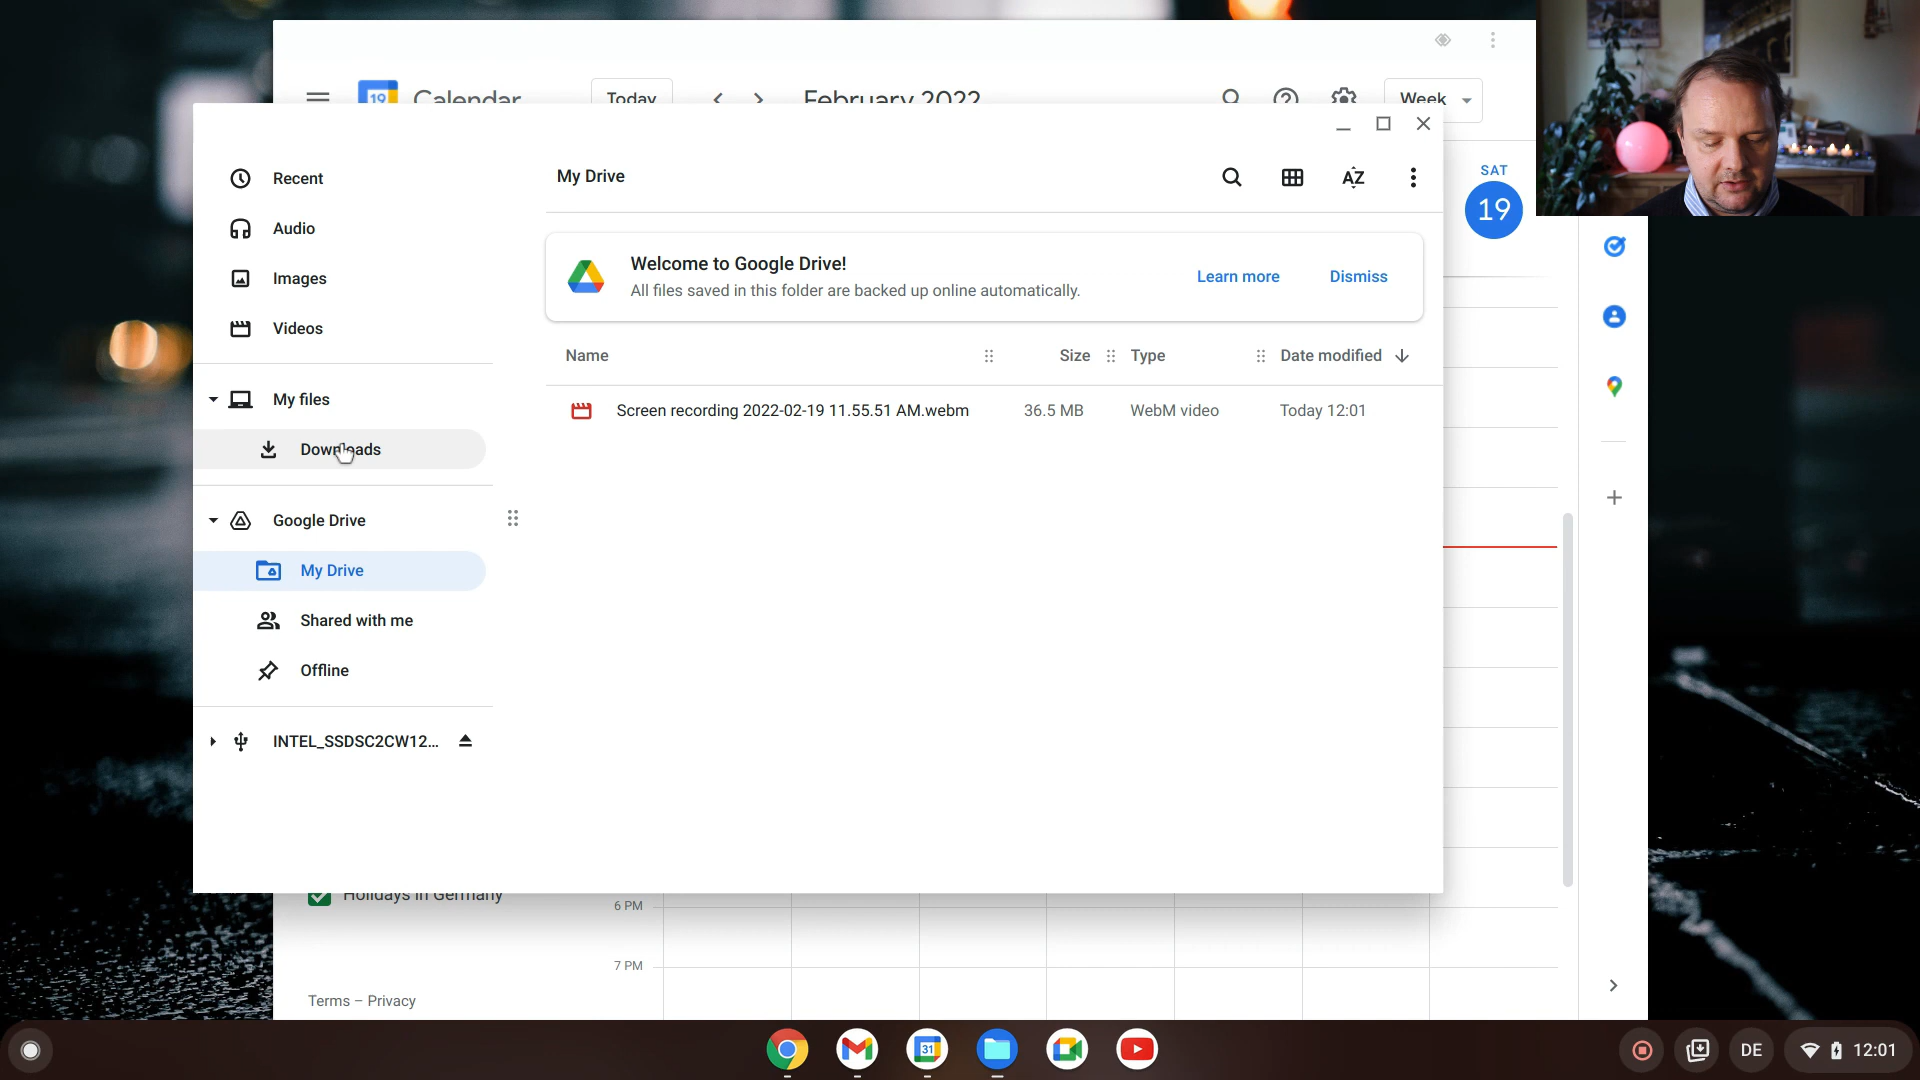 19
Calendar
Today
February 2022
Week
SAT
19
Recent
Audio
Images
Videos
My files
Downloads
Google Drive
My Drive
Shared with me
Offline
INTEL_SSDSC2CW12...
My Drive
AZ
Welcome to Google Drive!
All files saved in this folder are backed up online automatically.
Learn more
Dismiss
Name
Size
Type
Date modified
Screen recording 2022-02-19 11.55.51 AM.webm
36.5 MB
WebM video
Today 12:01
Holidays in Germany
6 PM
7 PM
Terms – Privacy
31
DE
12:01